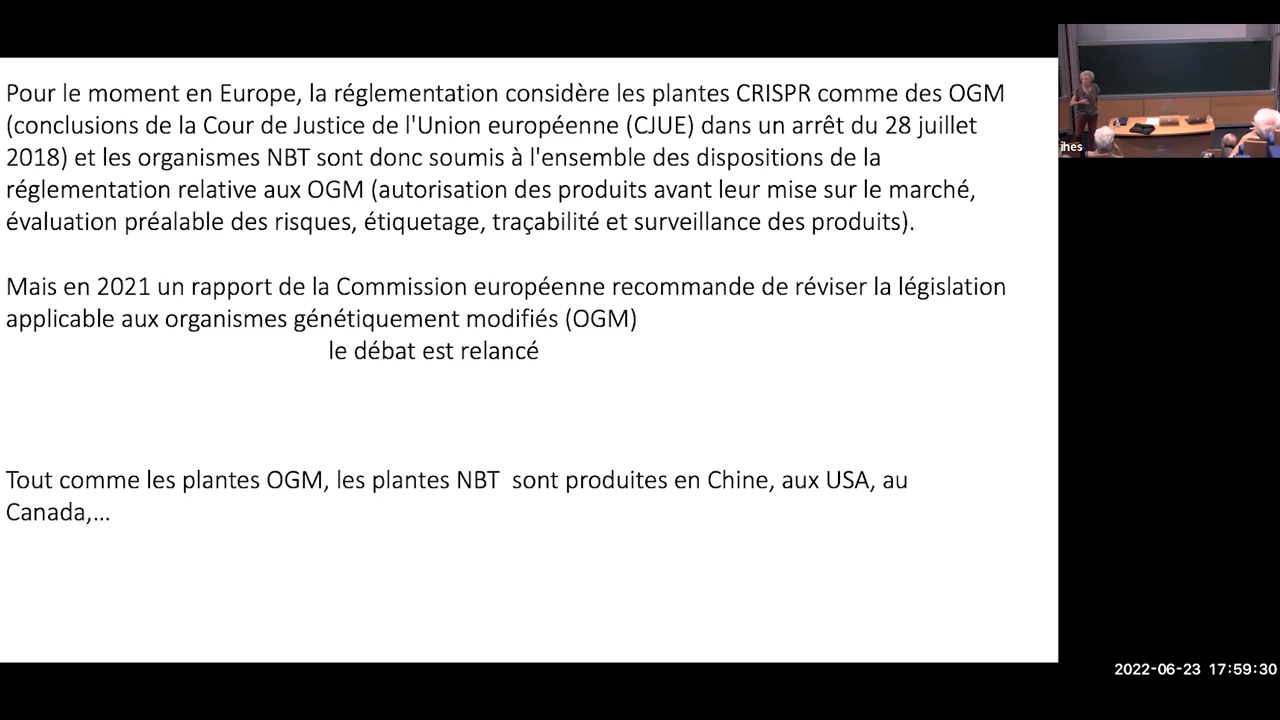 Pour le moment en Europe, la réglementation considère les plantes CRISPR comme des OGM
(conclusions de la Cour de Justice de l'Union européenne (CJUE) dans un arrêt du 28 juillet
2018) et les organismes NBT sont donc soumis à l'ensemble des dispositions de la
réglementation relative aux OGM (autorisation des produits avant leur mise sur le marché,
évaluation préalable des risques, étiquetage, traçabilité et surveillance des produits).
Mais en 2021 un rapport de la Commission européenne recommande de réviser la législation
applicable aux organismes génétiquement modifiés (OGM)
le débat est relancé
Tout comme les plantes OGM, les plantes NBT sont produites en Chine, aux USA, au
Canada,...
ihes
2022-06-23 17:59:30